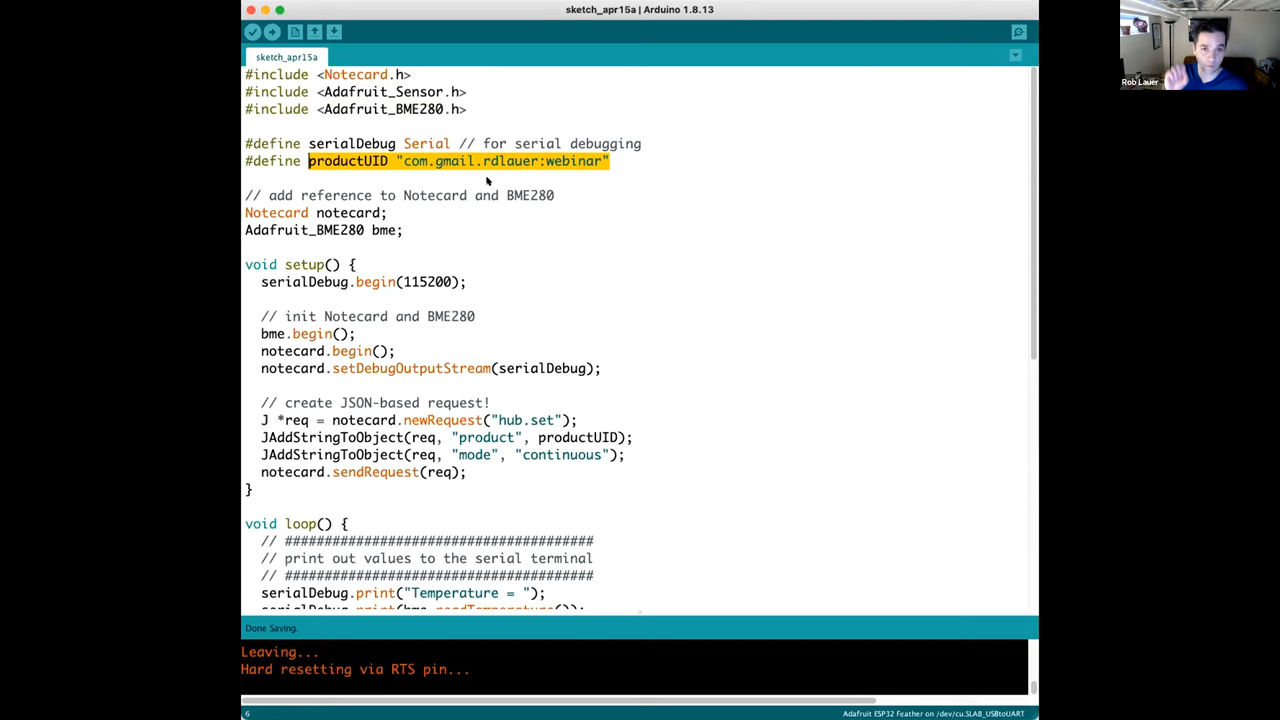 sketch_apr15a | Arduino 1.8.13
sketch_apr15a
#include <Notecard.h>
#include <Adafruit_Sensor.h>
#include <Adafruit_BME280.h>
#define serialDebug Serial // for serial debugging
#define productUID "com.gmail.rdlauer:webinar"
// add reference to Notecard and BME280
Notecard notecard;
Adafruit_BME280 bme;
void setup() {
serialDebug.begin(115200);
// init Notecard and BME280
bme.begin();
notecard.begin();
notecard.setDebugOutputStream(serialDebug);
// create JSON-based request!
J *req = notecard.newRequest("hub.set");
JAddStringToObject(req, "product", productUID);
JAddStringToObject(req, "mode", "continuous");
notecard.sendRequest(req);
}
void loop() {
// #######################################
// print out values to the serial terminal
// #######################################
serialDebug.print("Temperature = ");
serialDebug.print(bme.readTemperature());
Done Saving.
Leaving...
Hard resetting via RTS pin...
6
Adafruit ESP32 Feather on /dev/cu.SLAB_USBtoUART
Rob Lauer